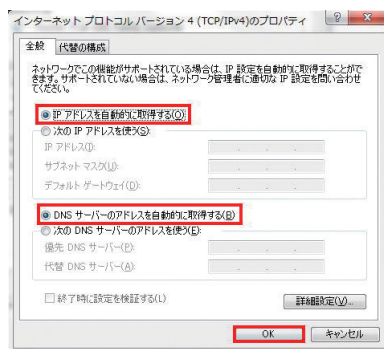 インターネット プロトコル バージョン 4 (TCP/IPv4)のプロパティ
全般 代替の構成
ネットワークでこの機能がサポートされている場合は、IP 設定を自動的に取得することがで
きます。サポートされていない場合は、ネットワーク管理者に適切な IP 設定を問い合わせ
てください。
IP アドレスを自動的に取得する(O)
次の IP アドレスを使う(S):
IP アドレス(I):
サブネット マスク(U):
デフォルト ゲートウェイ(D):
DNS サーバーのアドレスを自動的に取得する(B)
次の DNS サーバーのアドレスを使う(E):
優先 DNS サーバー(P):
代替 DNS サーバー(A):
終了時に設定を検証する(L)
詳細設定(V)...
OK キャンセル